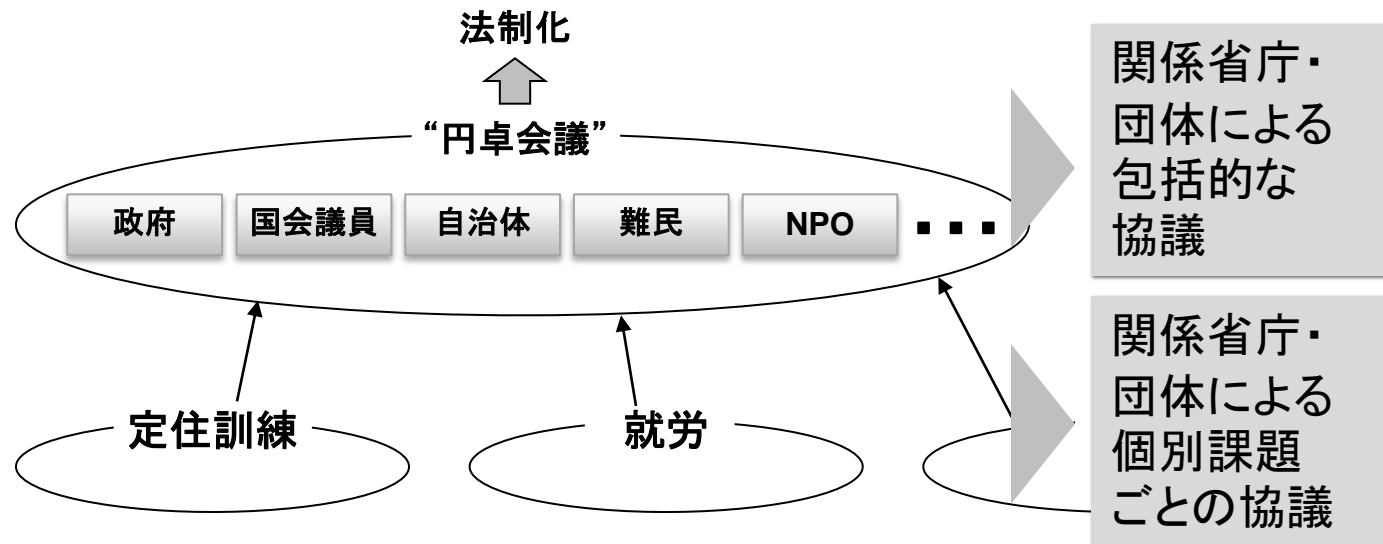 法制化
“円卓会議”
政府
国会議員
自治体
難民
NPO
・・・
定住訓練
就労
関係省庁・
団体による
包括的な
協議
関係省庁・
団体による
個別課題
ごとの協議